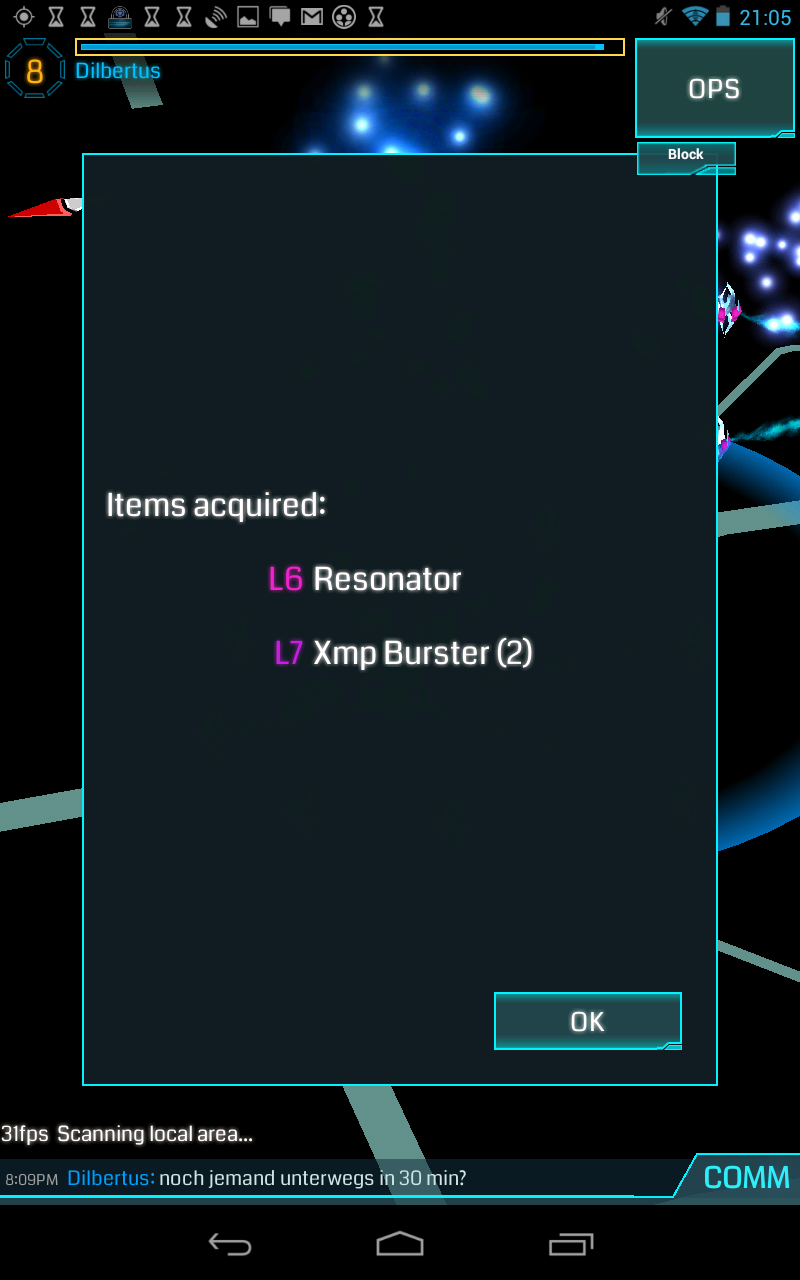 21:05
8
Dilbertus
OPS
Block
Items acquired:
L6 Resonator
L7 Xmp Burster (2)
OK
31fps Scanning local area...
8:09PM Dilbertus: noch jemand unterwegs in 30 min?
COMM